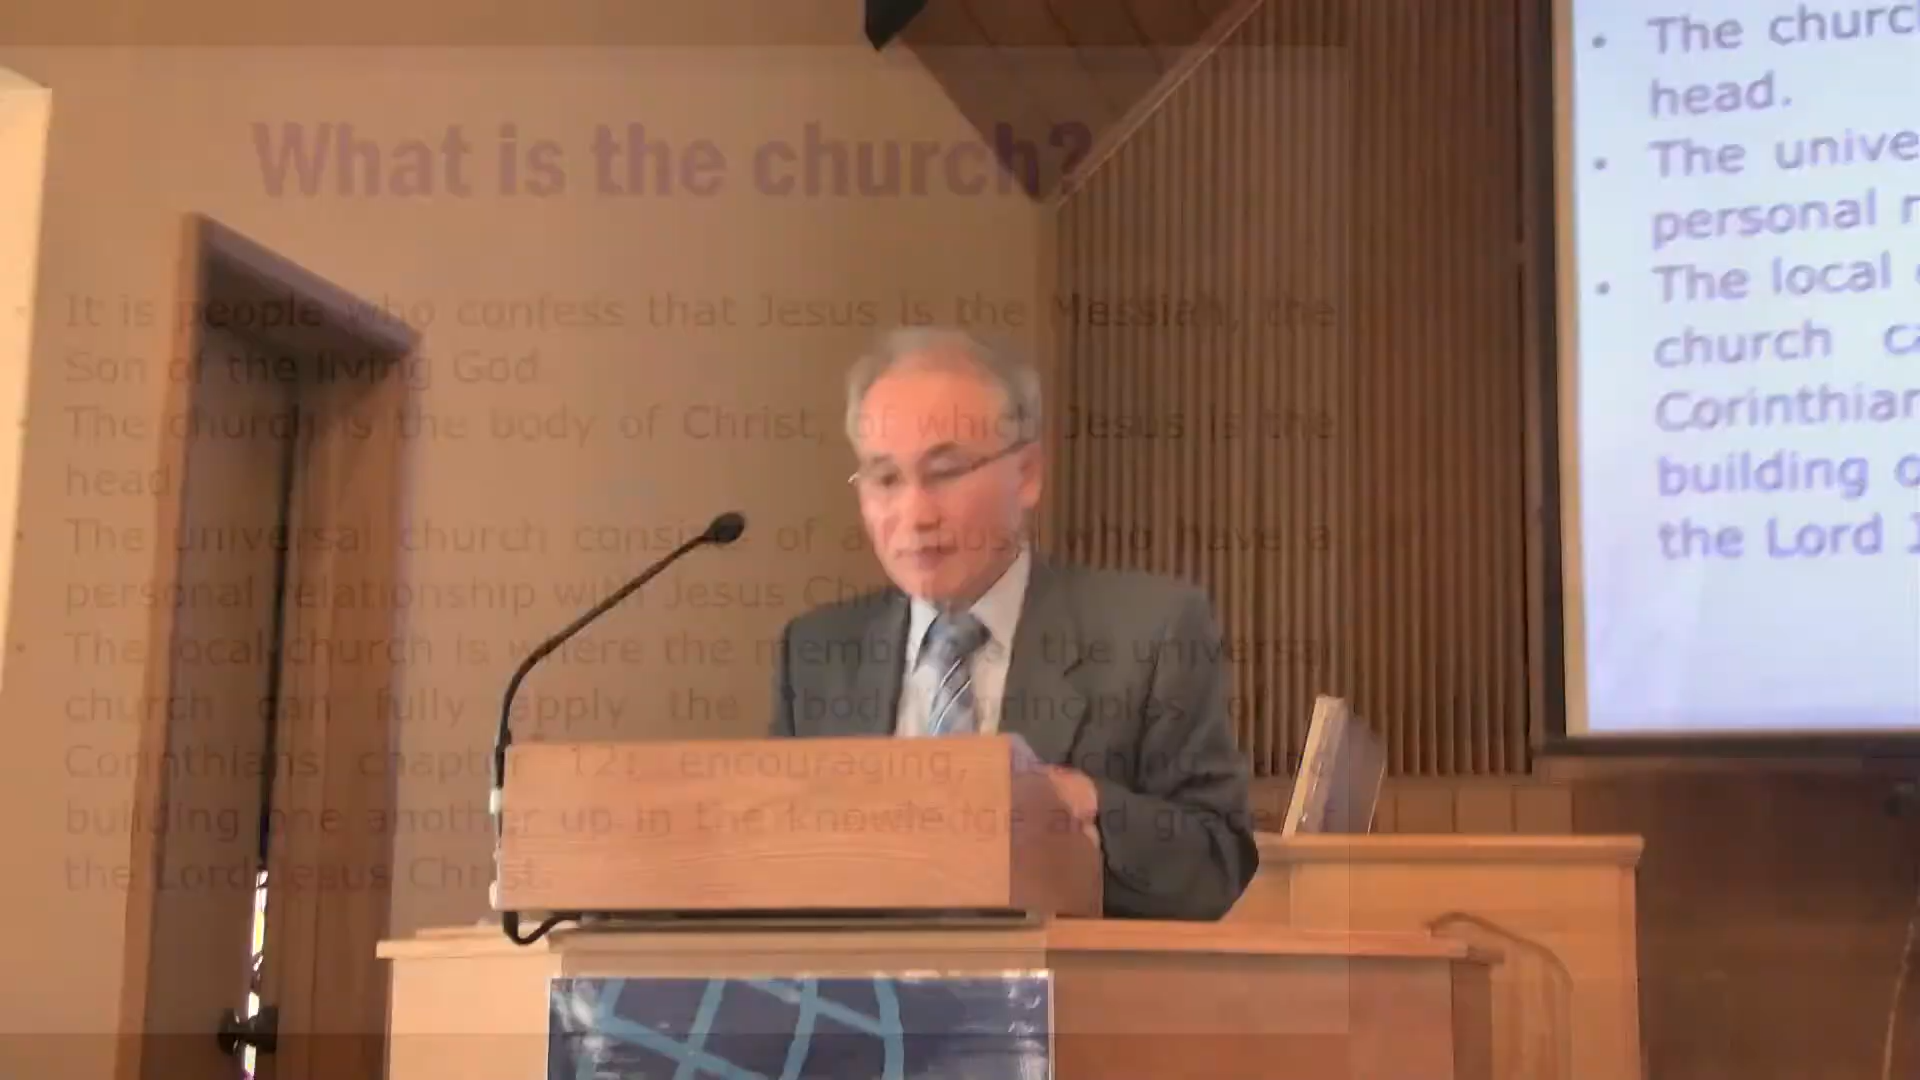 What is the church?
• It is people who confess that Jesus is the Messiah, the
Son of the living God
• The church is the body of Christ, of which Jesus is the
head.
• The universal church consists of all those who have a
personal relationship with Jesus Christ.
• The local church is where the members of the universal
church can fully apply the "body" principles of 1
Corinthians chapter 12: encouraging, teaching and
building one another up in the knowledge and grace of
the Lord Jesus Christ.
• The church
head.
• The unive
personal r
• The local
church ca
Corinthian
building o
the Lord J